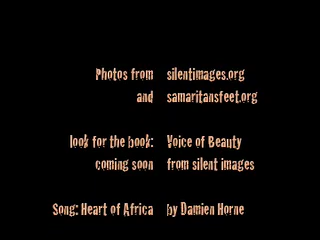 Photos from silentimages.org
and samaritansfeet.org
look for the book: Voice of Beauty
coming soon from silent images
Song: Heart of Africa by Damien Horne